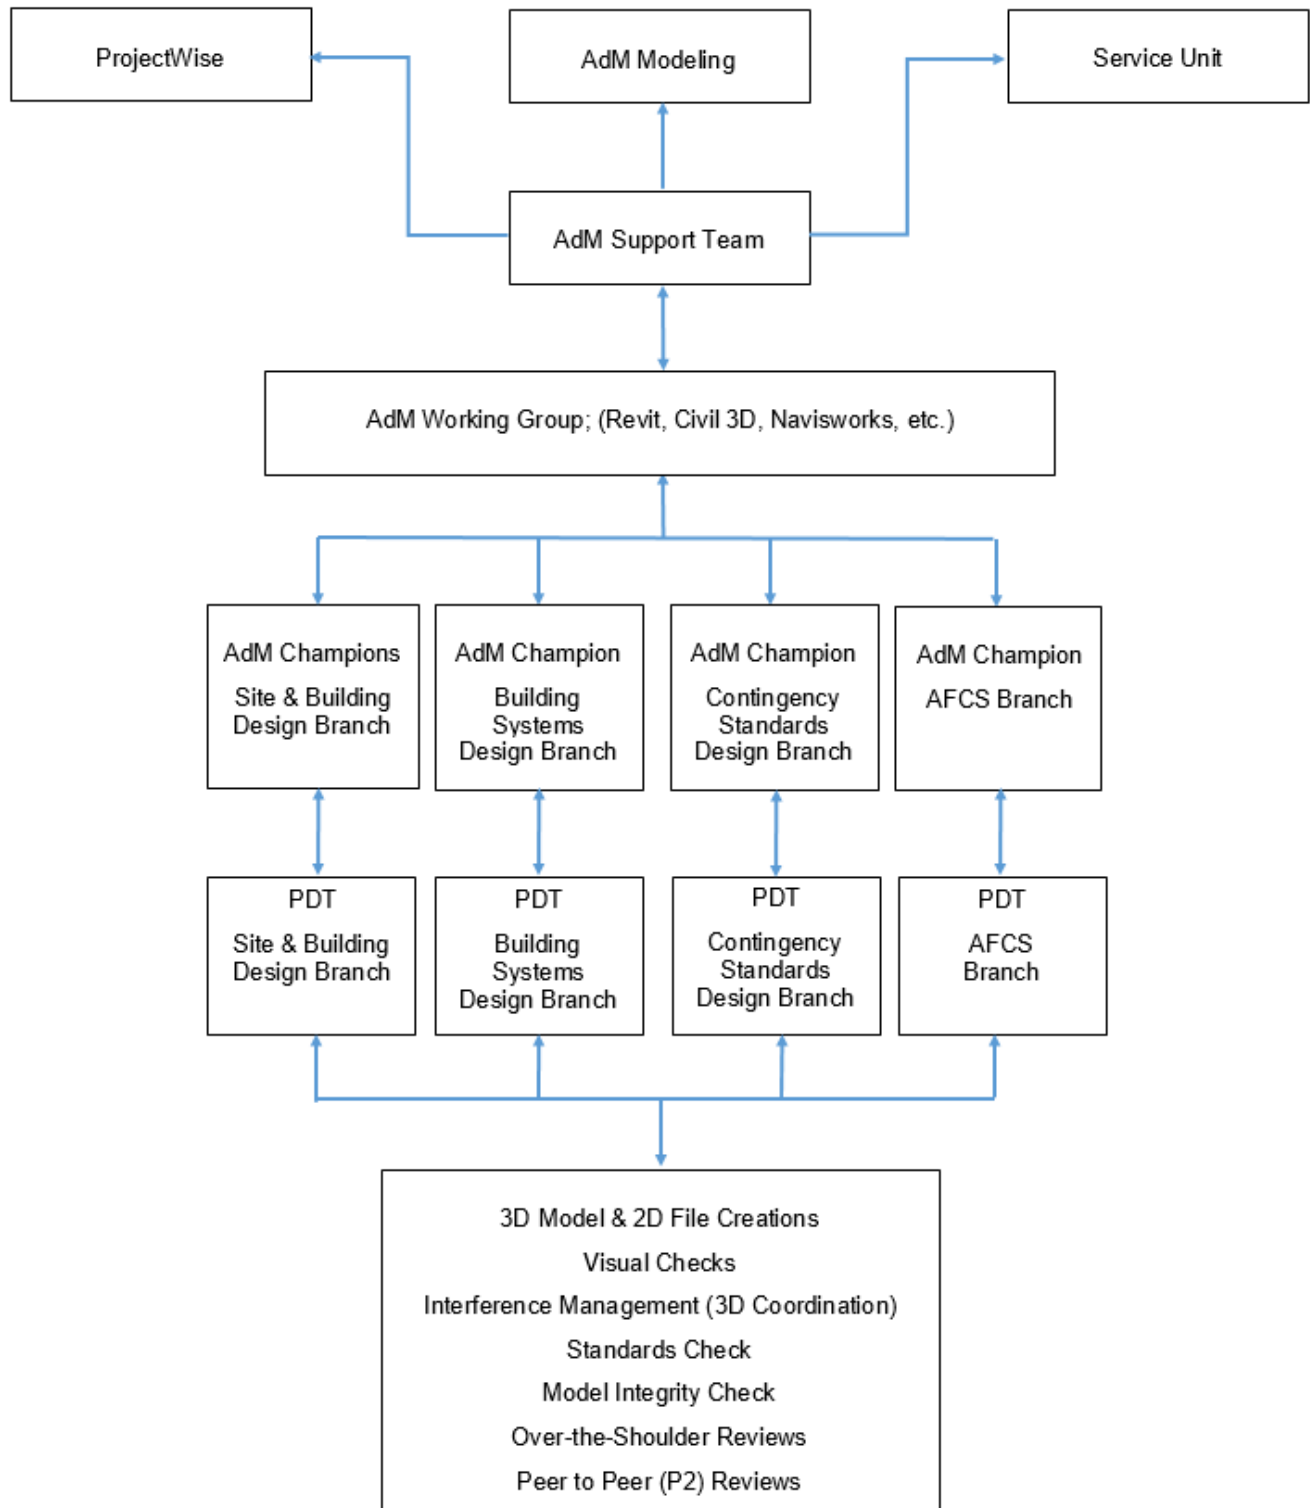 ProjectWise
AdM Modeling
Service Unit
AdM Support Team
AdM Working Group; (Revit, Civil 3D, Navisworks, etc.)
AdM Champions
Site & Building
Design Branch
AdM Champion
Building
Systems
Design Branch
AdM Champion
Contingency
Standards
Design Branch
AdM Champion
AFCS Branch
PDT
Site & Building
Design Branch
PDT
Building
Systems
Design Branch
PDT
Contingency
Standards
Design Branch
PDT
AFCS
Branch
3D Model & 2D File Creations
Visual Checks
Interference Management (3D Coordination)
Standards Check
Model Integrity Check
Over-the-Shoulder Reviews
Peer to Peer (P2) Reviews